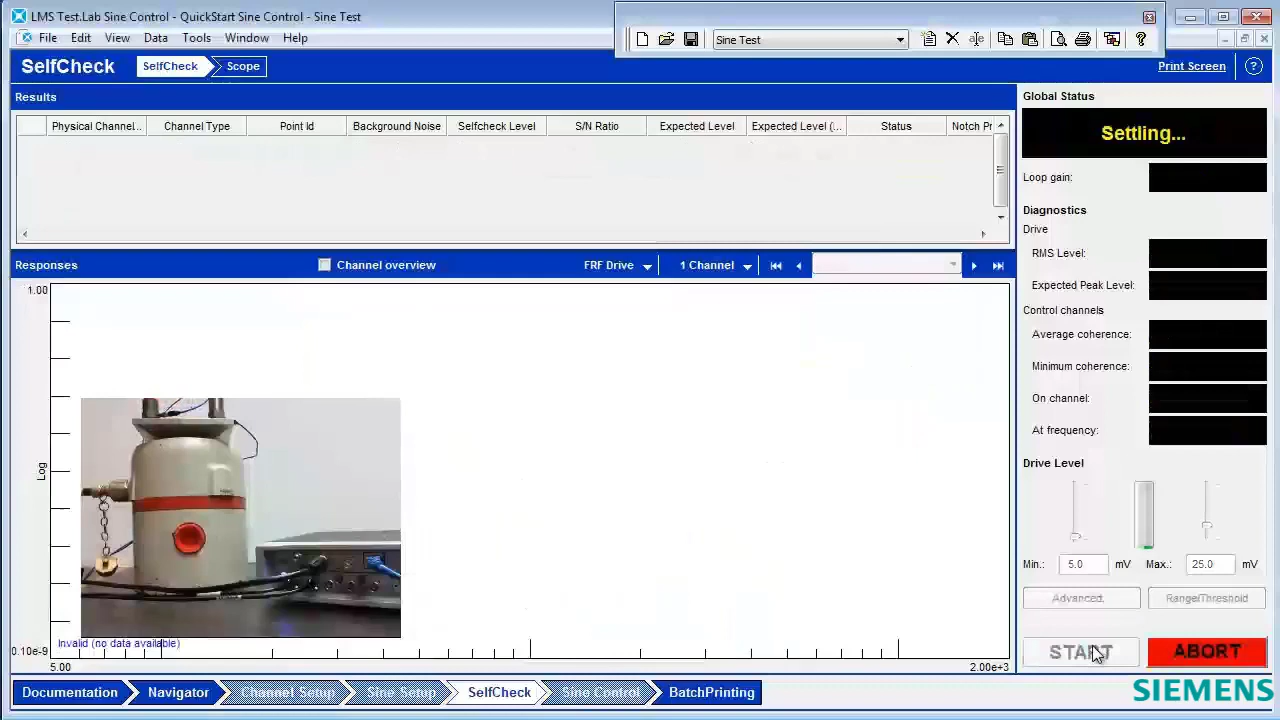 LMS Test.Lab Sine Control - QuickStart Sine Control - Sine Test
File Edit View Data Tools Window Help
Sine Test
SelfCheck SelfCheck Scope Print Screen
Results
Physical Channel... Channel Type Point Id Background Noise Selfcheck Level S/N Ratio Expected Level Expected Level (... Status Notch Pr
Global Status
Settling...
Loop gain:
Diagnostics
Drive
RMS Level:
Expected Peak Level:
Control channels
Average coherence:
Minimum coherence:
On channel:
At frequency:
Drive Level
Min.: 5.0 mV Max.: 25.0 mV
Advanced. Range/Threshold
START ABORT
Responses Channel overview FRF Drive 1 Channel
1.00
Log
Invalid (no data available)
0.10e-9
5.00 2.00e+3
Documentation Navigator Channel Setup Sine Setup SelfCheck Sine Control BatchPrinting
SIEMENS